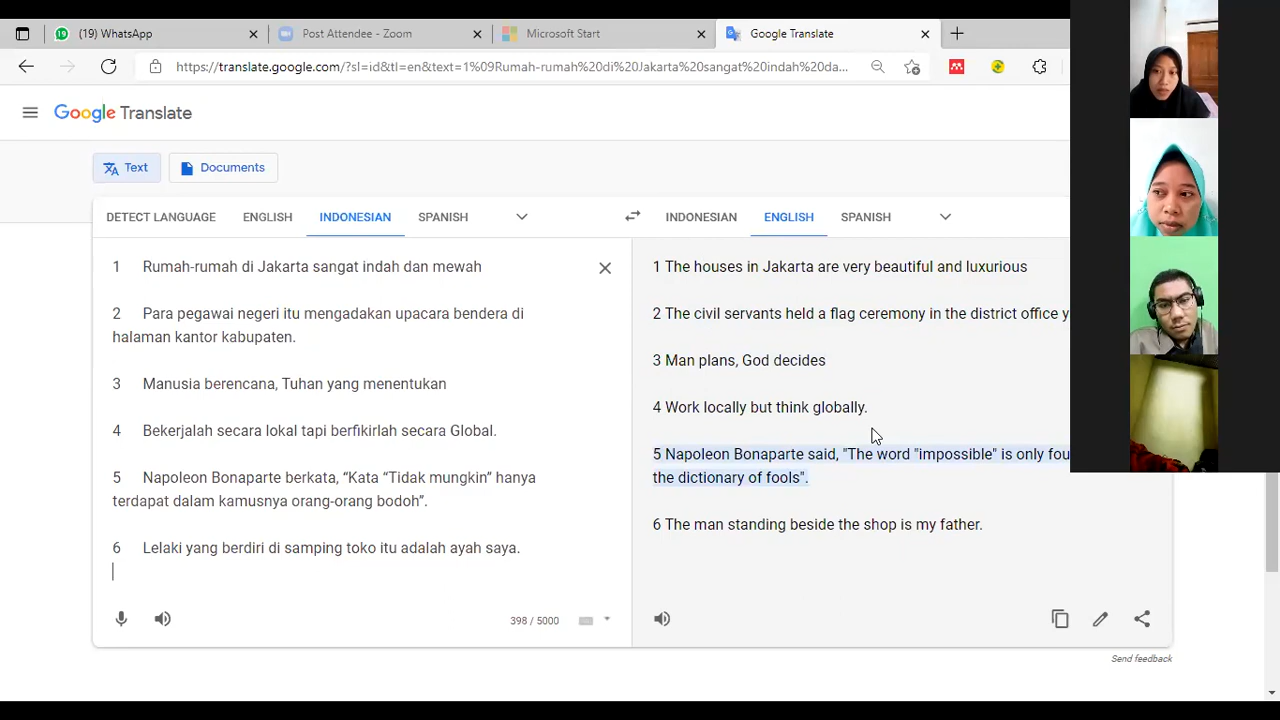 (19) WhatsApp
Post Attendee - Zoom
Microsoft Start
Google Translate
https://translate.google.com/?sl=id&tl=en&text=1%09Rumah-rumah%20di%20Jakarta%20sangat%20indah%20da...
Google Translate
Text
Documents
DETECT LANGUAGE ENGLISH INDONESIAN SPANISH
INDONESIAN ENGLISH SPANISH
1 Rumah-rumah di Jakarta sangat indah dan mewah
2 Para pegawai negeri itu mengadakan upacara bendera di
halaman kantor kabupaten.
3 Manusia berencana, Tuhan yang menentukan
4 Bekerjalah secara lokal tapi berfikirlah secara Global.
5 Napoleon Bonaparte berkata, “Kata “Tidak mungkin” hanya
terdapat dalam kamusnya orang-orang bodoh”.
6 Lelaki yang berdiri di samping toko itu adalah ayah saya.
398 / 5000
1 The houses in Jakarta are very beautiful and luxurious
2 The civil servants held a flag ceremony in the district office y
3 Man plans, God decides
4 Work locally but think globally.
5 Napoleon Bonaparte said, "The word "impossible" is only fou
the dictionary of fools".
6 The man standing beside the shop is my father.
Send feedback